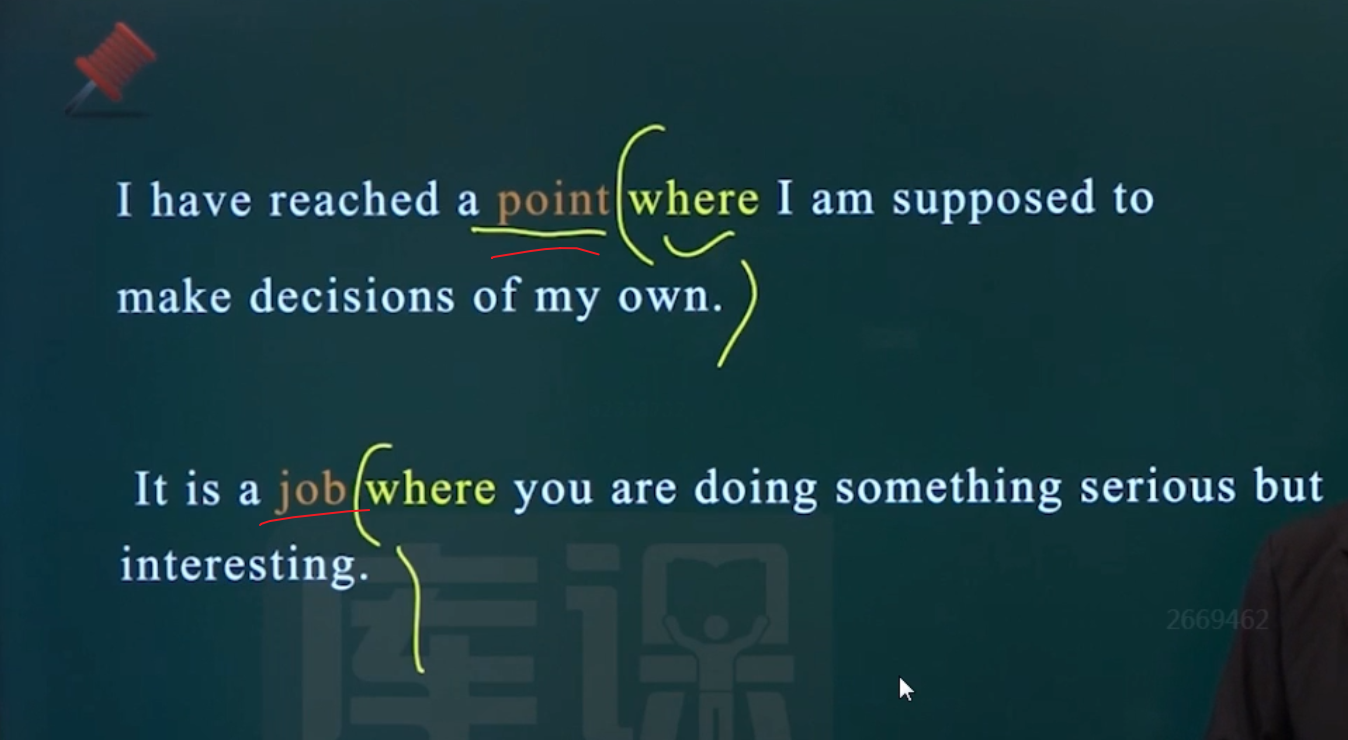 I have reached a point where I am supposed to
make decisions of my own.
It is a job where you are doing something serious but
interesting.
库课
2669462